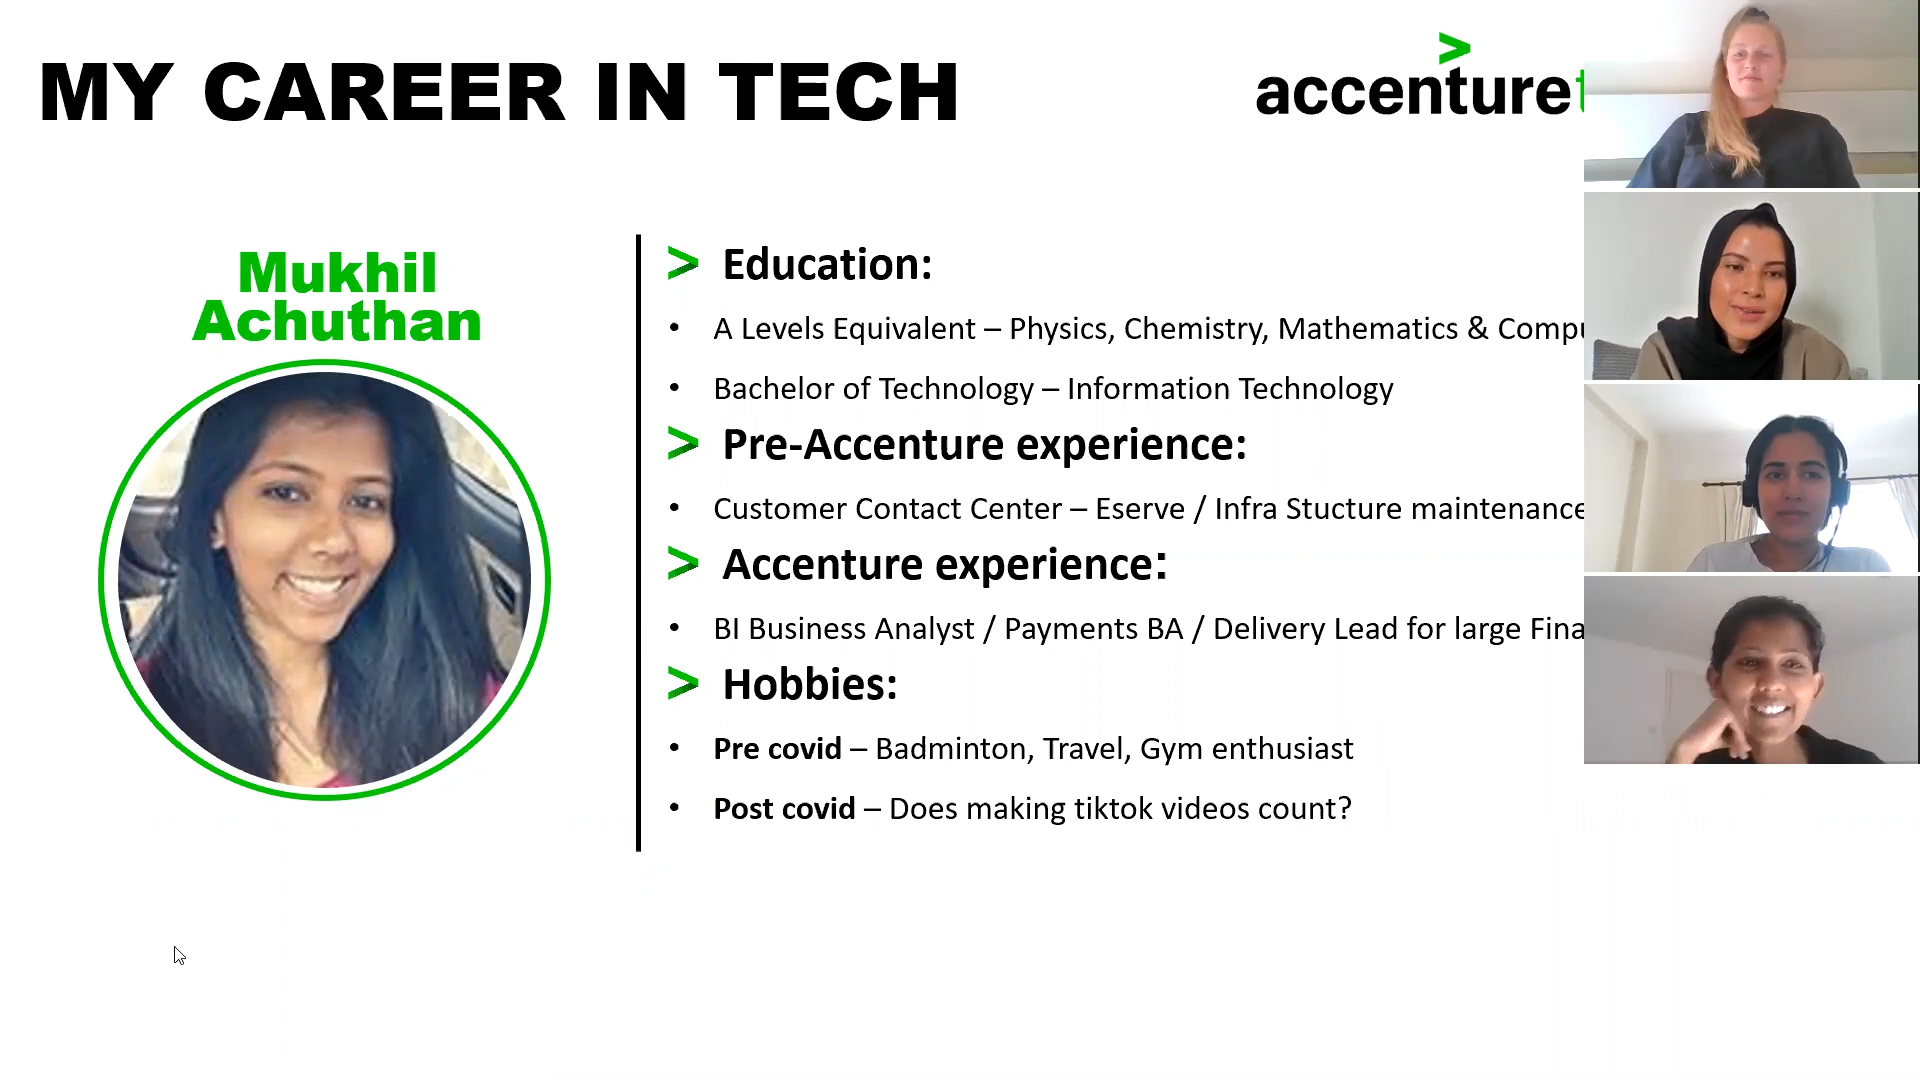 MY CAREER IN TECH
accenture
Mukhil
Achuthan
> Education:
• A Levels Equivalent – Physics, Chemistry, Mathematics &
• Bachelor of Technology – Information Technology
> Pre-Accenture experience:
• Customer Contact Center – Eserve / Infra Stucture maintenance
> Accenture experience:
• BI Business Analyst / Payments BA / Delivery Lead for large
> Hobbies:
• Pre covid – Badminton, Travel, Gym enthusiast
• Post covid – Does making tiktok videos count?